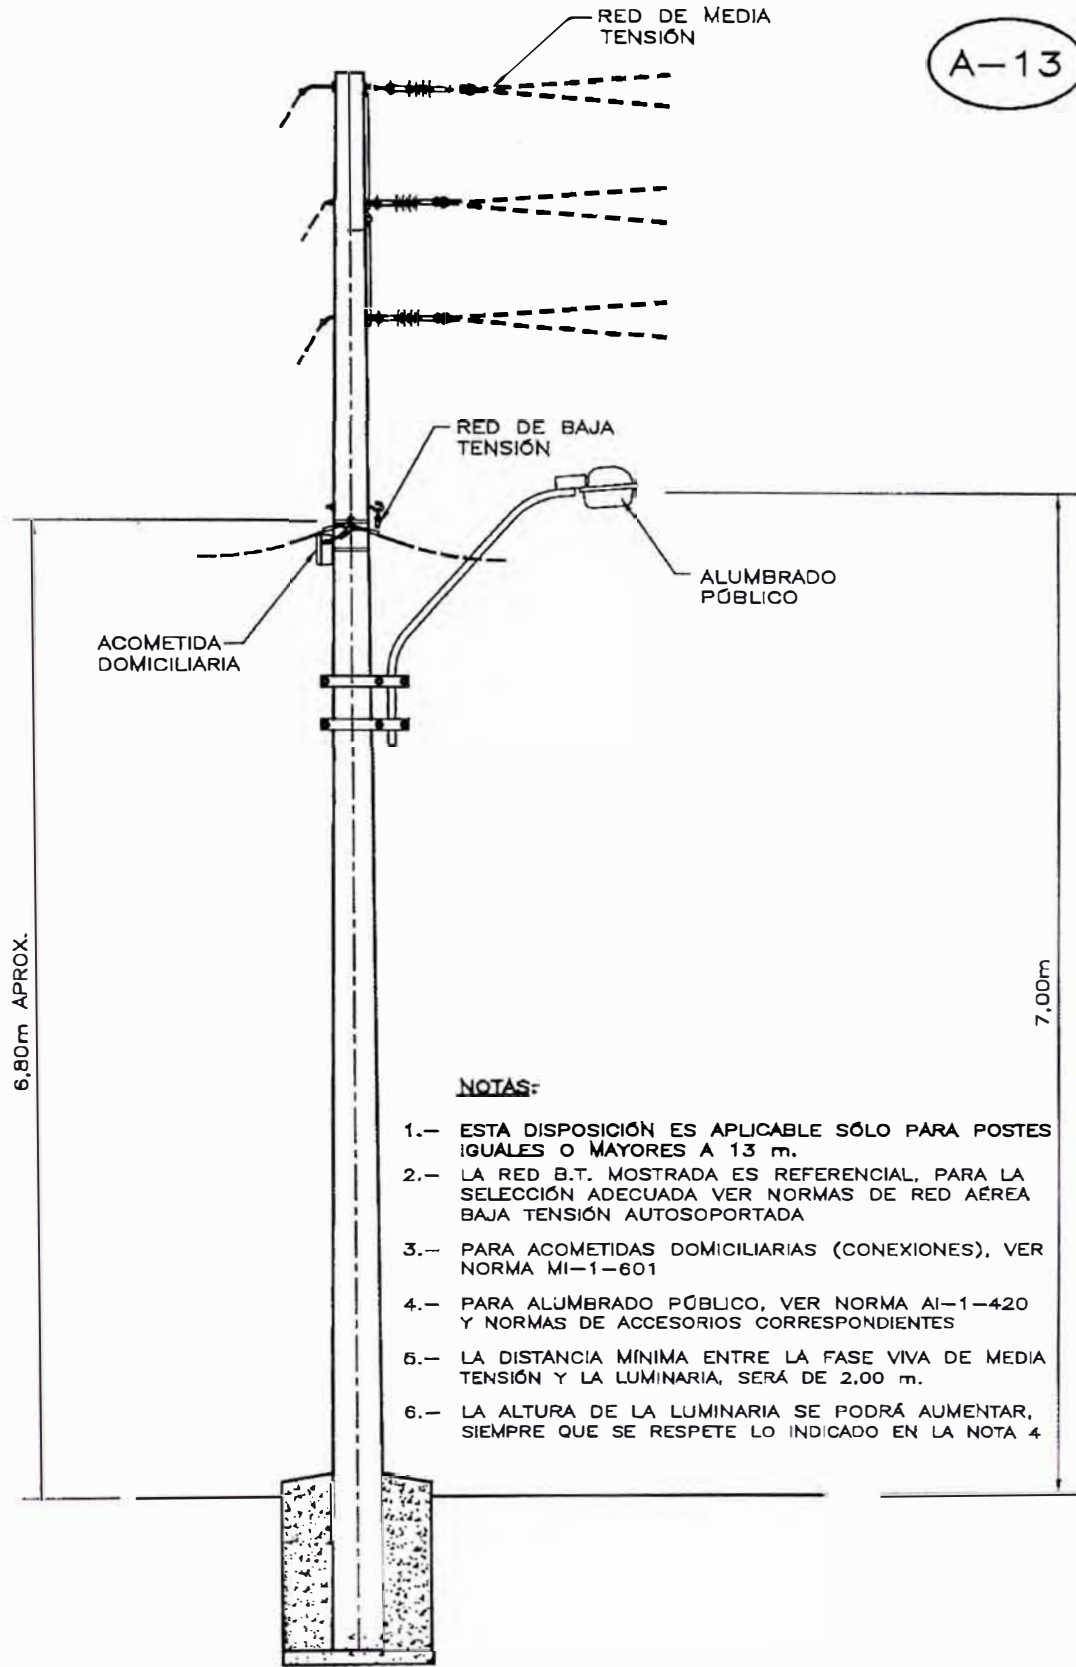 RED DE MEDIA
TENSIÓN
A-13
RED DE BAJA
TENSIÓN
ALUMBRADO
PÚBLICO
ACOMETIDA
DOMICILIARIA
6,80m APROX.
7,00m
NOTAS:
1.- ESTA DISPOSICIÓN ES APLICABLE SÓLO PARA POSTES
IGUALES O MAYORES A 13 m.
2.- LA RED B.T. MOSTRADA ES REFERENCIAL, PARA LA
SELECCIÓN ADECUADA VER NORMAS DE RED AÉREA
BAJA TENSIÓN AUTOSOPORTADA
3.- PARA ACOMETIDAS DOMICILIARIAS (CONEXIONES), VER
NORMA MI-1-601
4.- PARA ALUMBRADO PÚBLICO, VER NORMA AI-1-420
Y NORMAS DE ACCESORIOS CORRESPONDIENTES
5.- LA DISTANCIA MÍNIMA ENTRE LA FASE VIVA DE MEDIA
TENSIÓN Y LA LUMINARIA, SERÁ DE 2,00 m.
6.- LA ALTURA DE LA LUMINARIA SE PODRÁ AUMENTAR,
SIEMPRE QUE SE RESPETE LO INDICADO EN LA NOTA 4